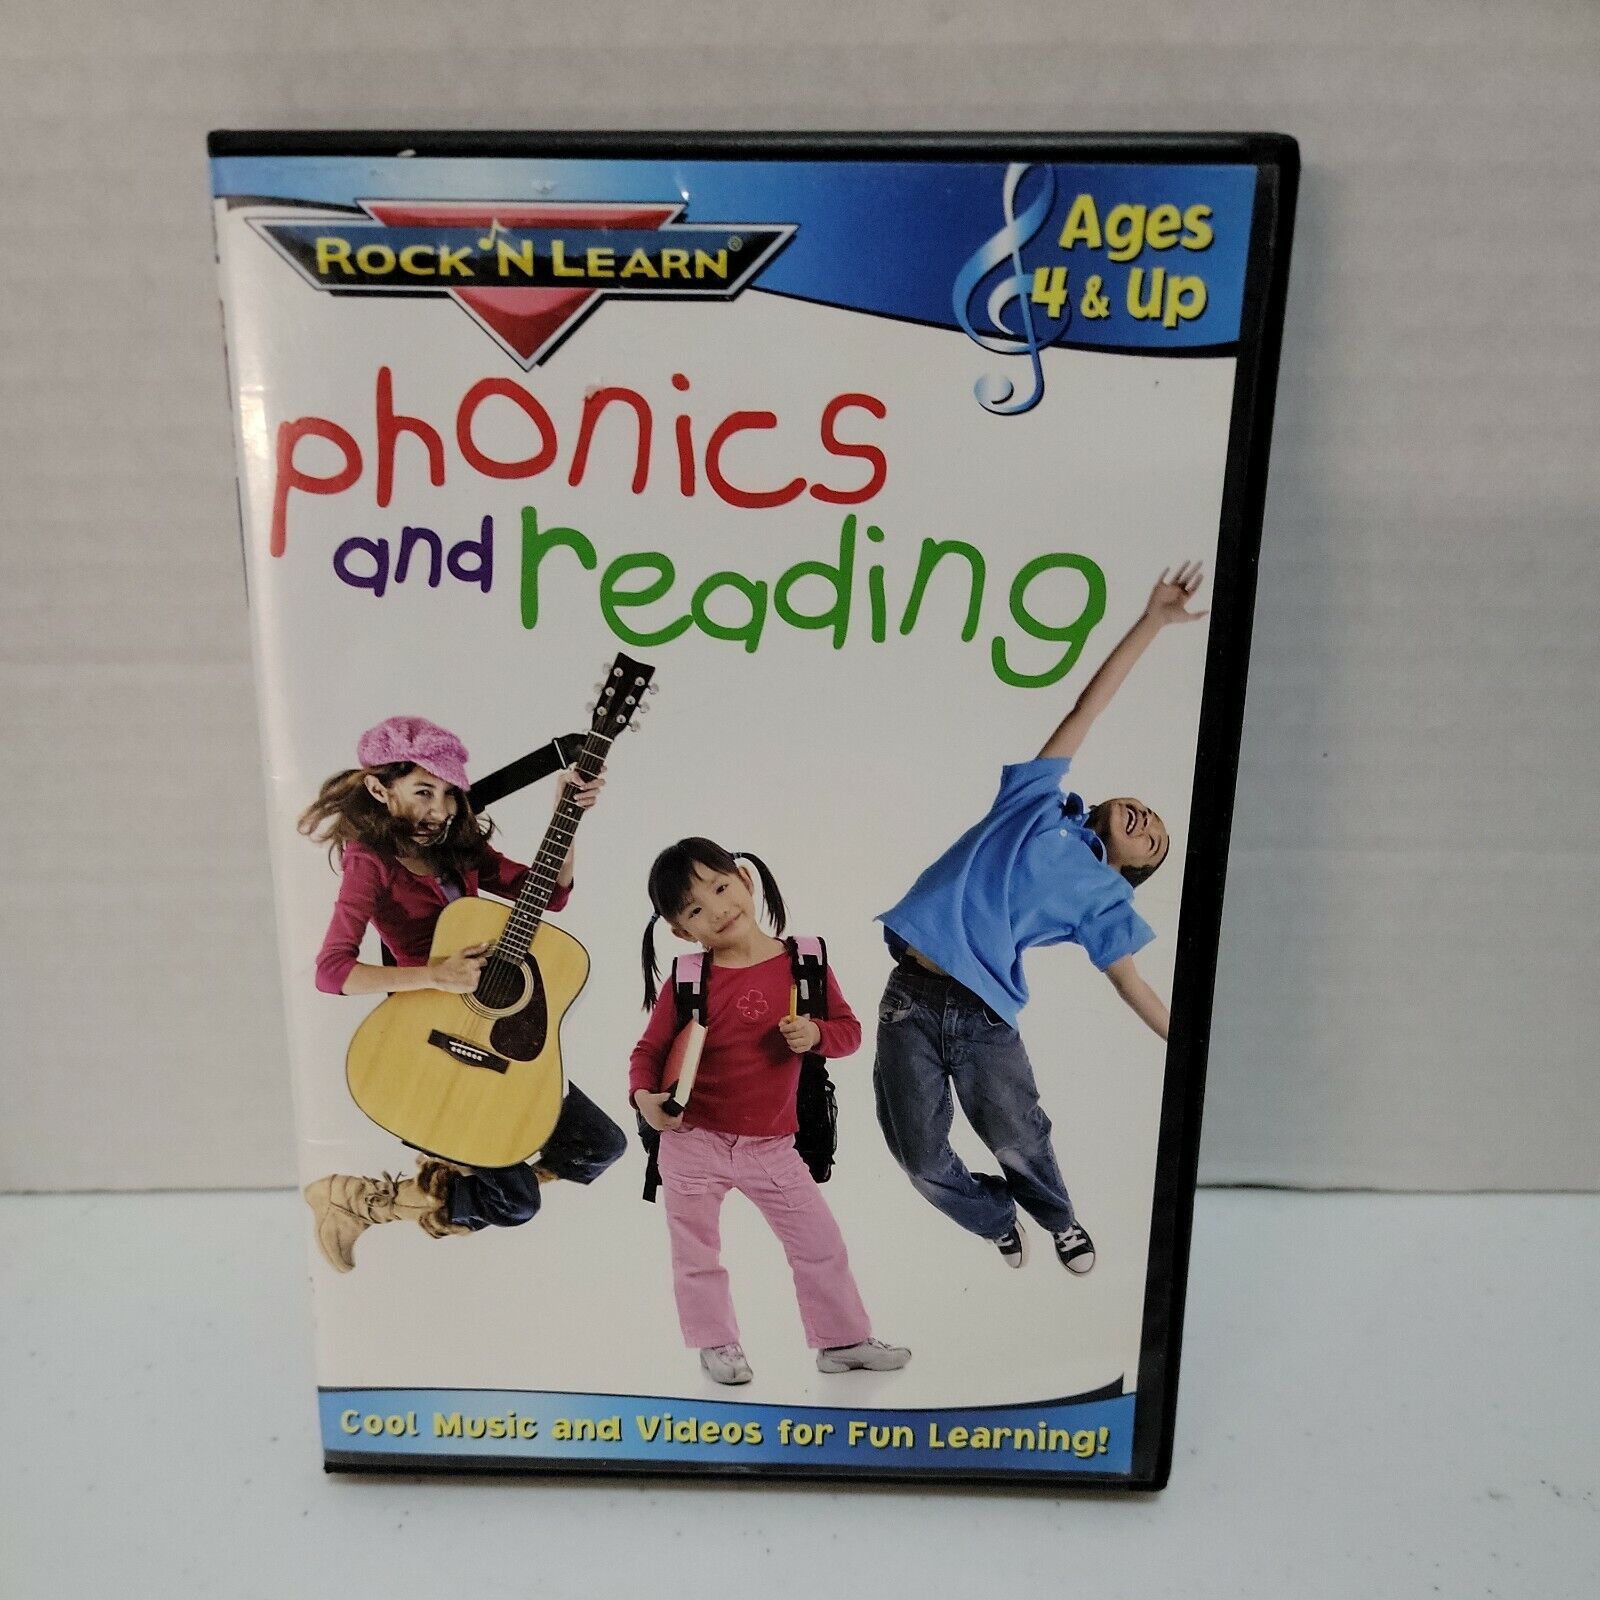 ROCK 'N LEARN®
Ages
4 & Up
phonics
and reading
Cool Music and Videos for Fun Learning!